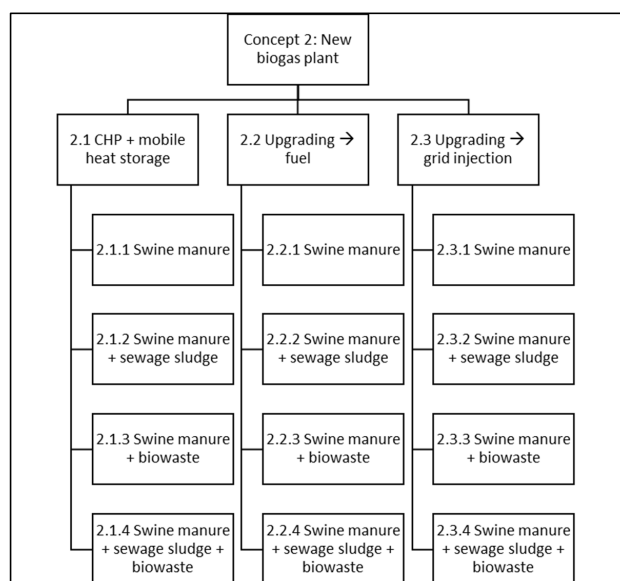 Concept 2: New
biogas plant
2.1 CHP + mobile
heat storage
2.2 Upgrading →
fuel
2.3 Upgrading →
grid injection
2.1.1 Swine manure
2.2.1 Swine manure
2.3.1 Swine manure
2.1.2 Swine manure
+ sewage sludge
2.2.2 Swine manure
+ sewage sludge
2.3.2 Swine manure
+ sewage sludge
2.1.3 Swine manure
+ biowaste
2.2.3 Swine manure
+ biowaste
2.3.3 Swine manure
+ biowaste
2.1.4 Swine manure
+ sewage sludge +
biowaste
2.2.4 Swine manure
+ sewage sludge +
biowaste
2.3.4 Swine manure
+ sewage sludge +
biowaste